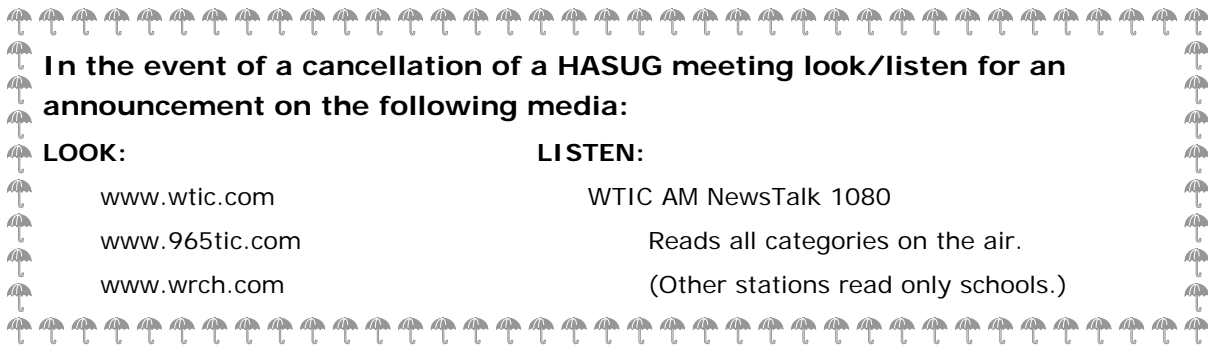 In the event of a cancellation of a HASUG meeting look/listen for an
announcement on the following media:
LOOK: LISTEN:
www.wtic.com WTIC AM NewsTalk 1080
www.965tic.com Reads all categories on the air.
www.wrch.com (Other stations read only schools.)